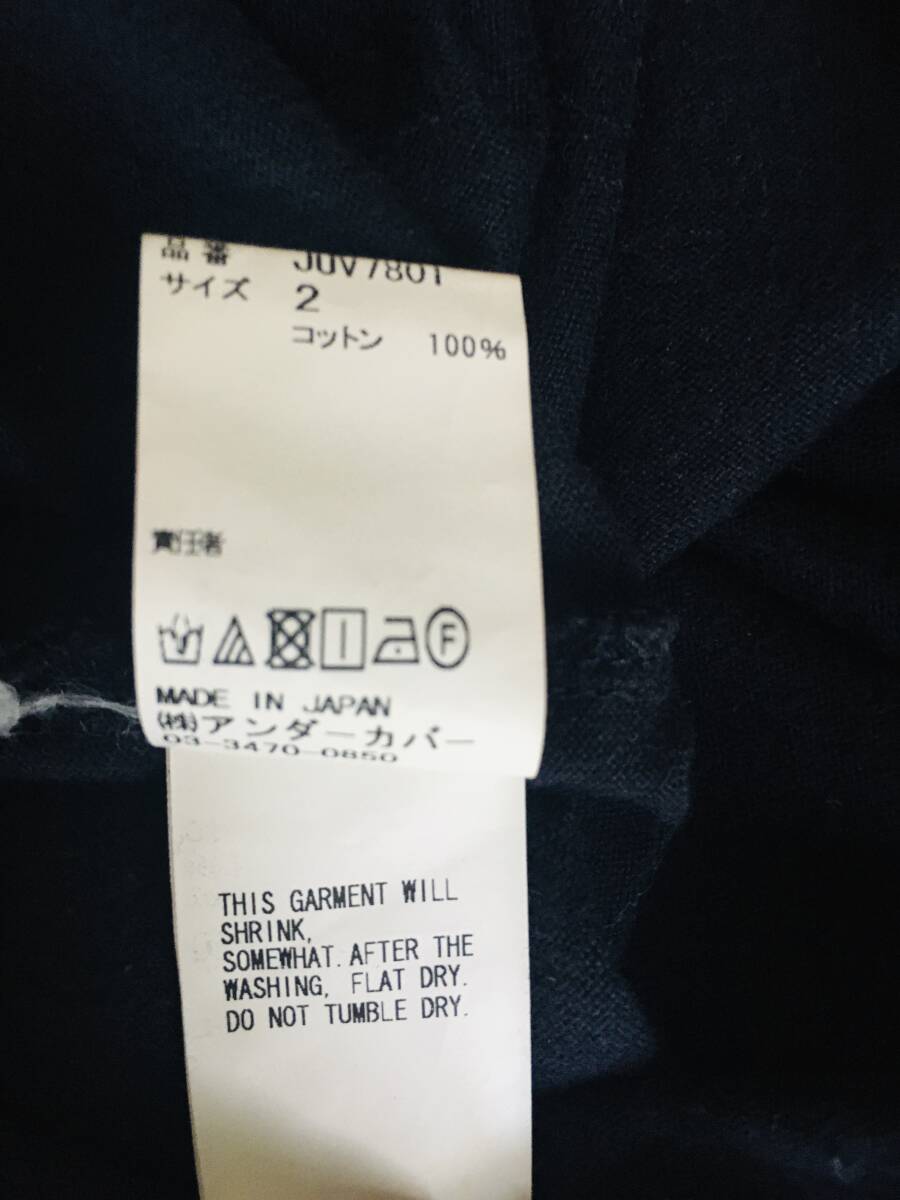 品番 JUV7801
サイズ 2
コットン 100%
責任者
F
MADE IN JAPAN
(株)アンダーカバー
03-3470-0850
THIS GARMENT WILL
SHRINK,
SOMEWHAT. AFTER THE
WASHING, FLAT DRY.
DO NOT TUMBLE DRY.